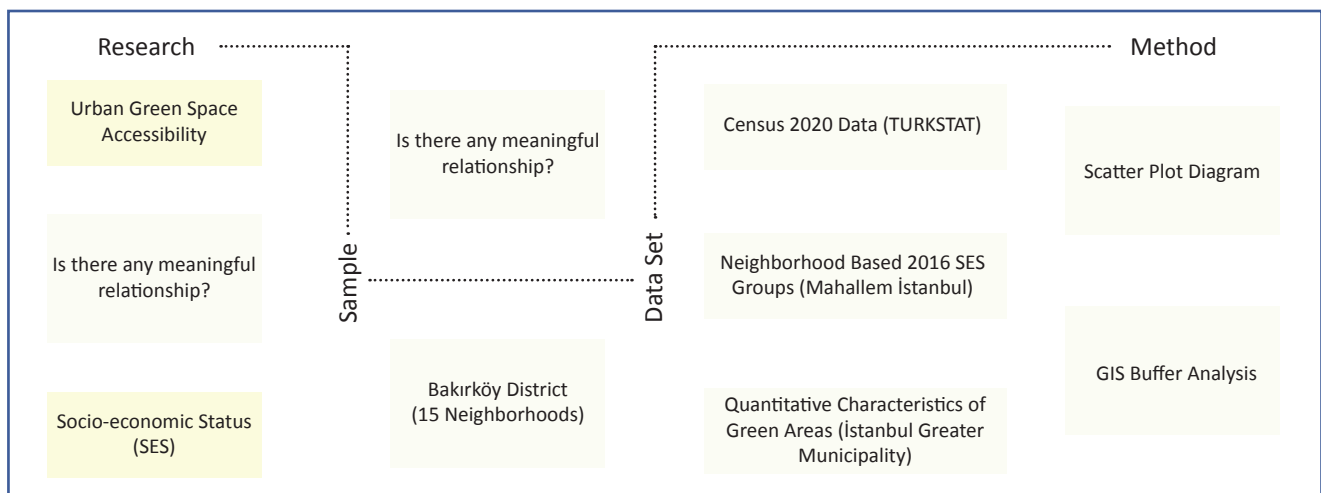 Research
Urban Green Space
Accessibility
Is there any meaningful
relationship?
Socio-economic Status
(SES)
Sample
Is there any meaningful
relationship?
Bakırköy District
(15 Neighborhoods)
Data Set
Census 2020 Data (TURKSTAT)
Neighborhood Based 2016 SES
Groups (Mahallem İstanbul)
Quantitative Characteristics of
Green Areas (İstanbul Greater
Municipality)
Method
Scatter Plot Diagram
GIS Buffer Analysis